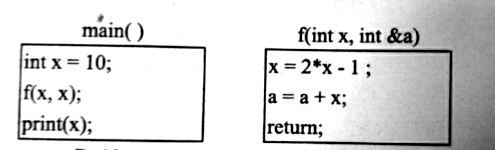 main( )
int x = 10;
f(x, x);
print(x);
f(int x, int &a)
x = 2*x - 1 ;
a = a + x;
return;